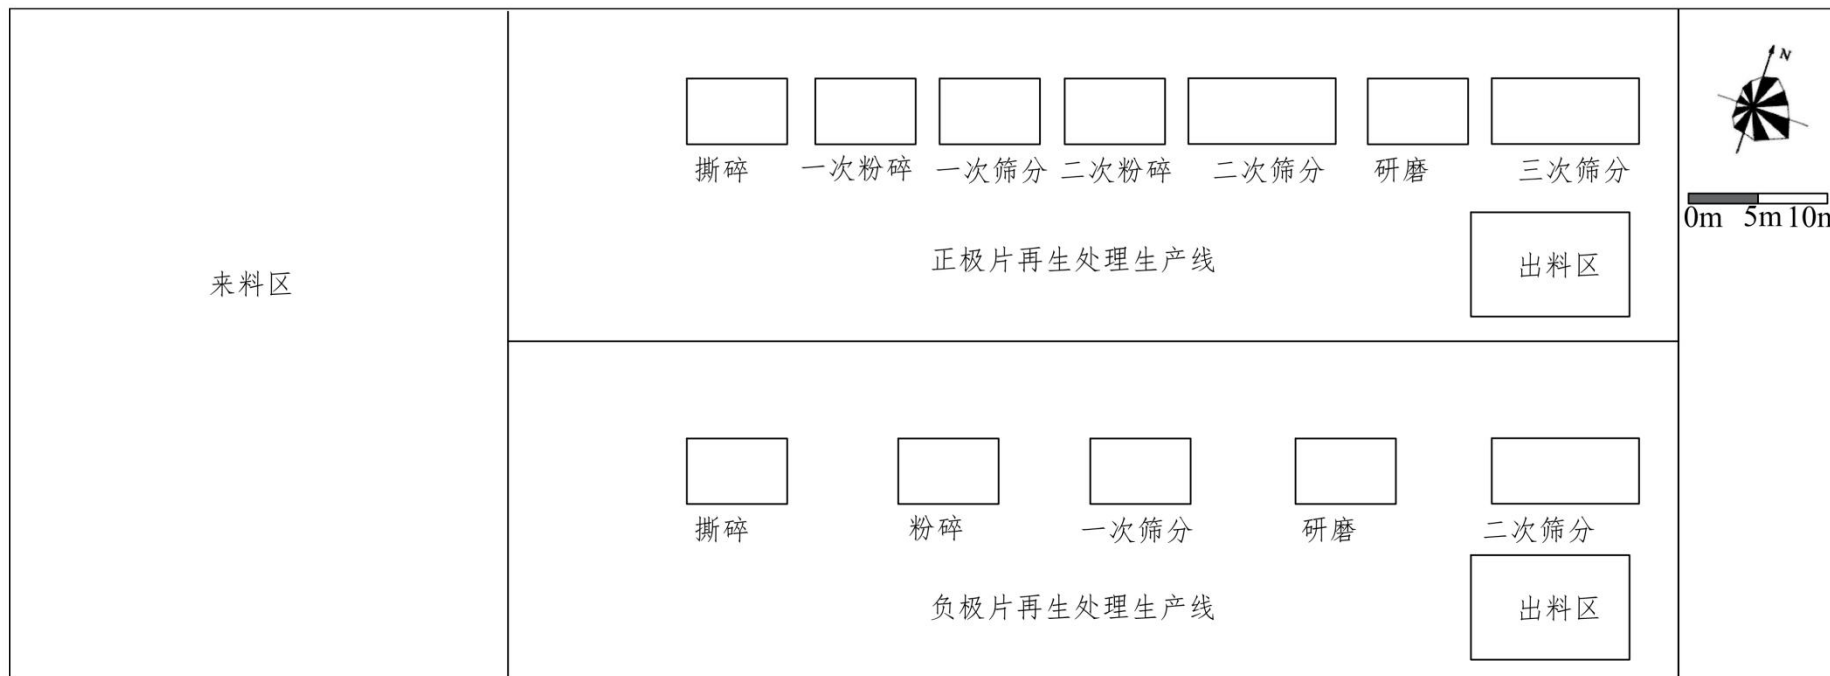 N
撕碎 一次粉碎 一次筛分 二次粉碎 二次筛分 研磨 三次筛分
0m 5m 10m
正极片再生处理生产线
出料区
来料区
撕碎 粉碎 一次筛分 研磨 二次筛分
负极片再生处理生产线
出料区